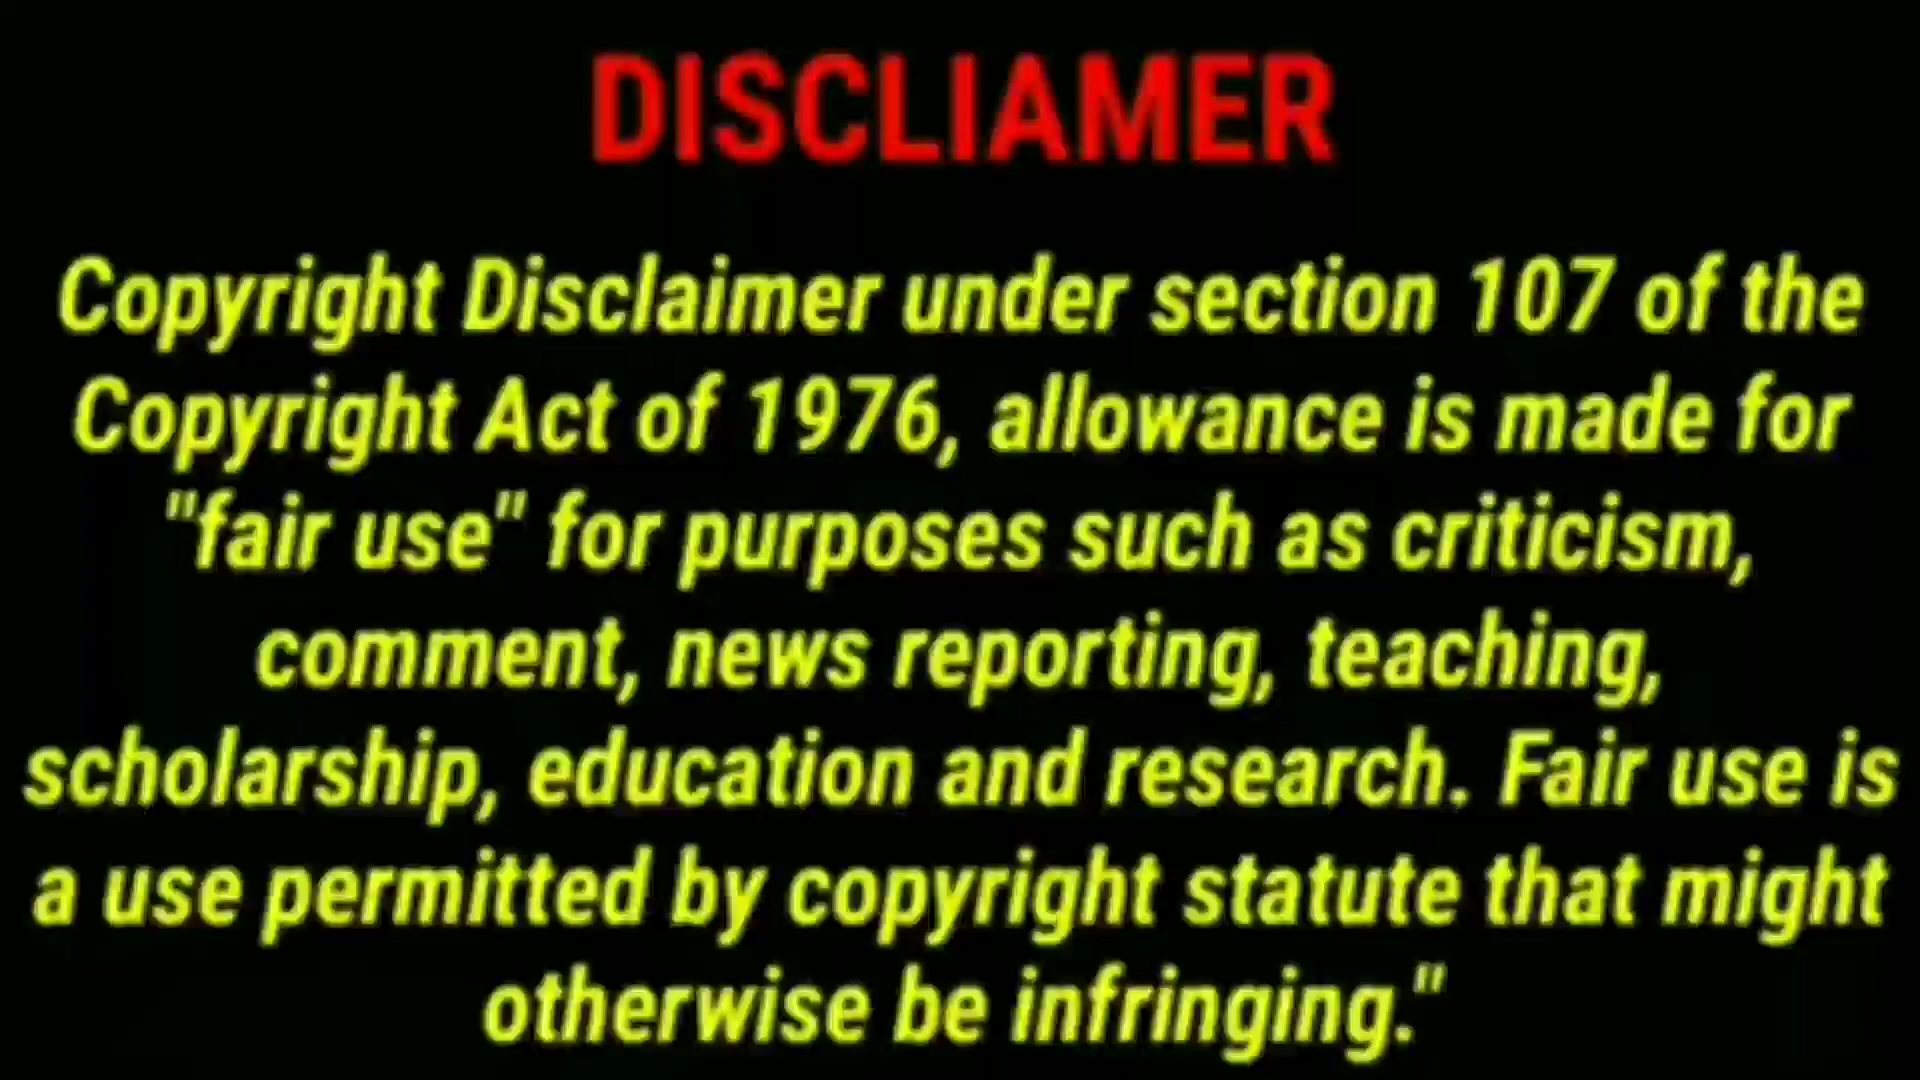 DISCLIAMER
Copyright Disclaimer under section 107 of the
Copyright Act of 1976, allowance is made for
"fair use" for purposes such as criticism,
comment, news reporting, teaching,
scholarship, education and research. Fair use is
a use permitted by copyright statute that might
otherwise be infringing."